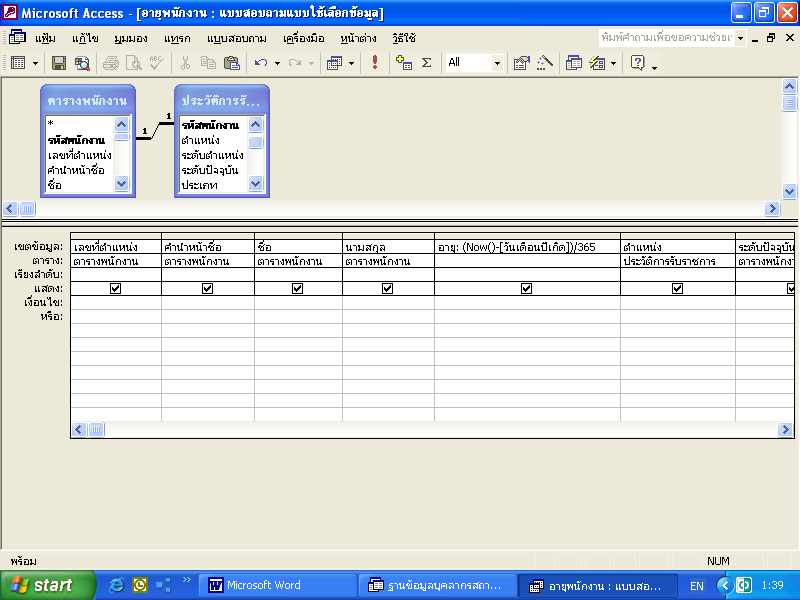 Microsoft Access - [อายุพนักงาน : แบบสอบถามแบบใช้เลือกข้อมูล]
แฟ้ม แก้ไข มุมมอง แทรก แบบสอบถาม เครื่องมือ หน้าต่าง วิธีใช้ พิมพ์คำถามเพื่อขอความช่วยเ
All
ตารางพนักงาน ประวัติการรั...
*
รหัสพนักงาน
เลขที่ตำแหน่ง
คำนำหน้าชื่อ
ชื่อ
1 1
รหัสพนักงาน
ตำแหน่ง
ระดับตำแหน่ง
ระดับปัจจุบัน
ประเภท
เขตข้อมูล: เลขที่ตำแหน่ง คำนำหน้าชื่อ ชื่อ นามสกุล อายุ: (Now()-[วันเดือนปีเกิด])/365 ตำแหน่ง ระดับปัจจุบัน
ตาราง: ตารางพนักงาน ตารางพนักงาน ตารางพนักงาน ตารางพนักงาน ประวัติการรับราชการ ตารางพนักงา
เรียงลำดับ:
แสดง:
เงื่อนไข:
หรือ:
พร้อม NUM
start Microsoft Word ฐานข้อมูลบุคลากรสถา... อายุพนักงาน : แบบสอ... EN 1:39